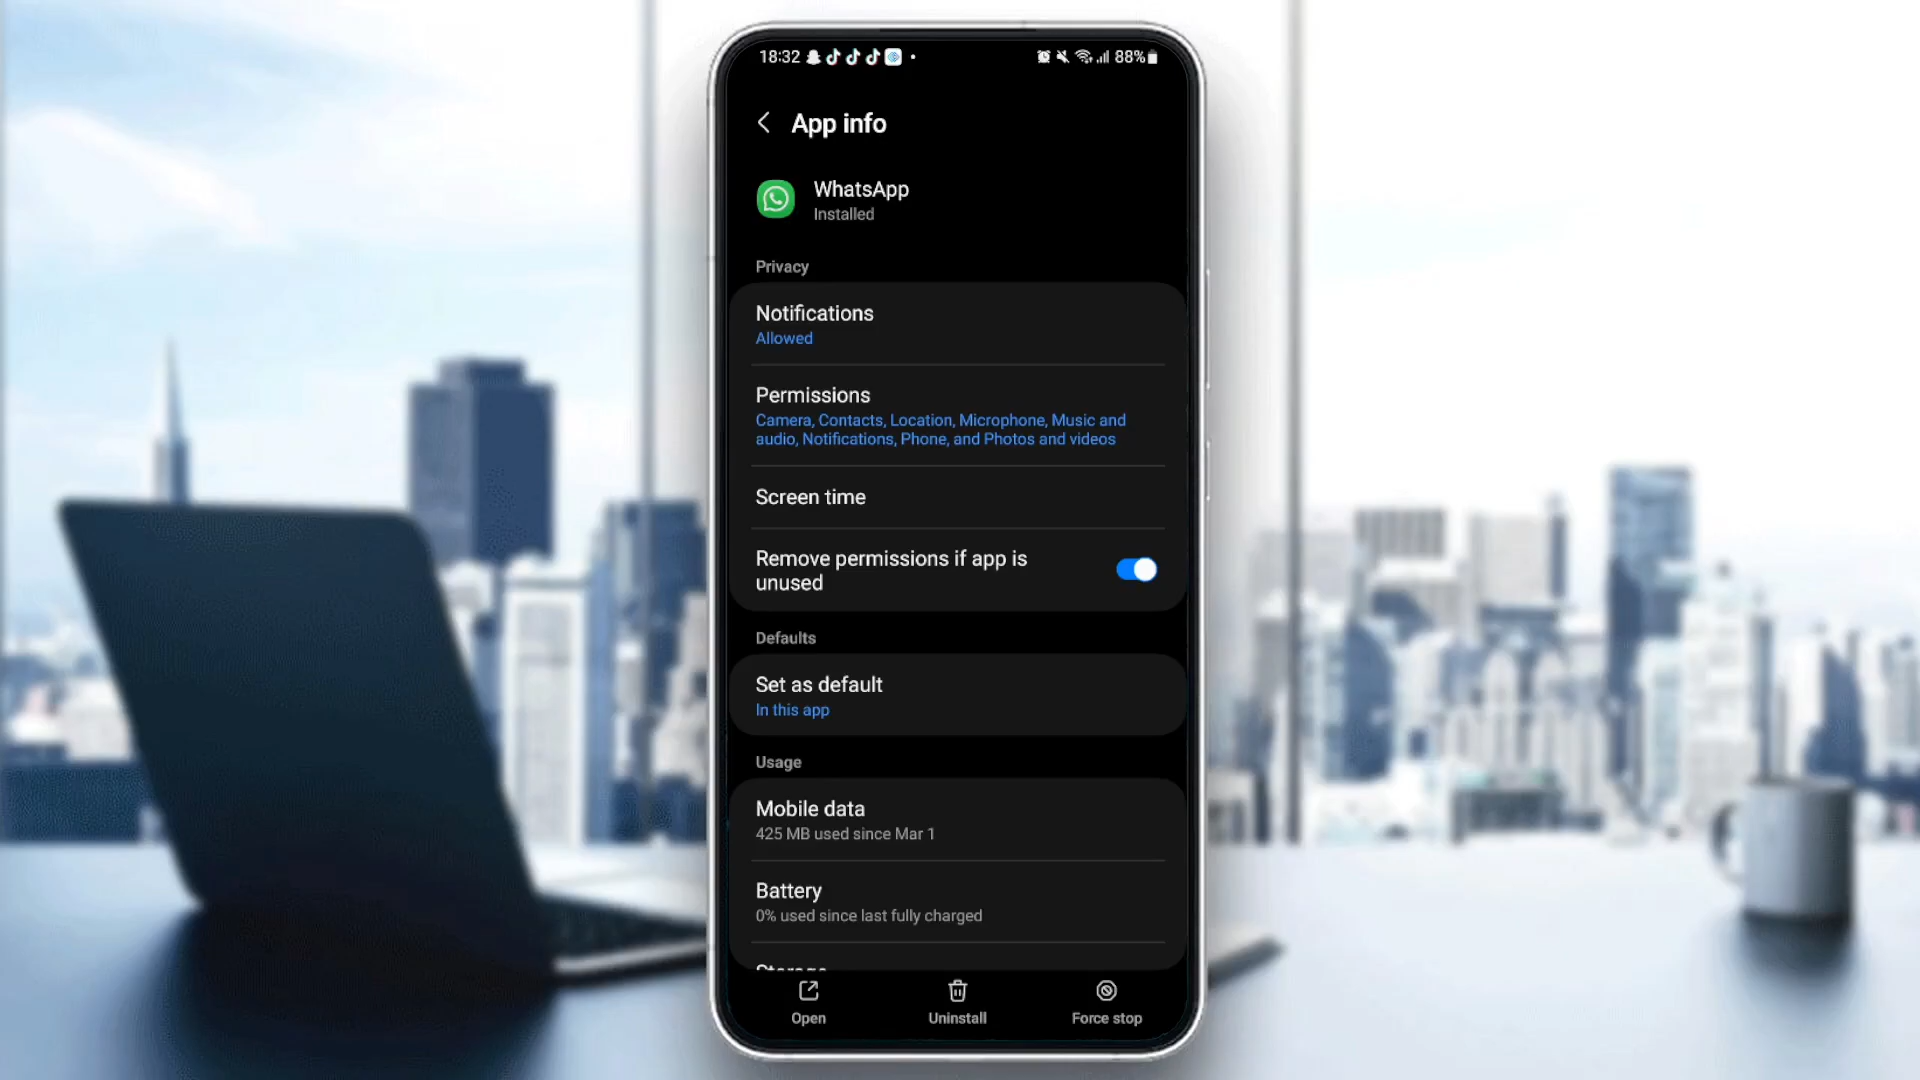 18:32 88%
App info
WhatsApp
Installed
Privacy
Notifications
Allowed
Permissions
Camera, Contacts, Location, Microphone, Music and
audio, Notifications, Phone, and Photos and videos
Screen time
Remove permissions if app is
unused
Defaults
Set as default
In this app
Usage
Mobile data
425 MB used since Mar 1
Battery
0% used since last fully charged
Storage
Open Uninstall Force stop